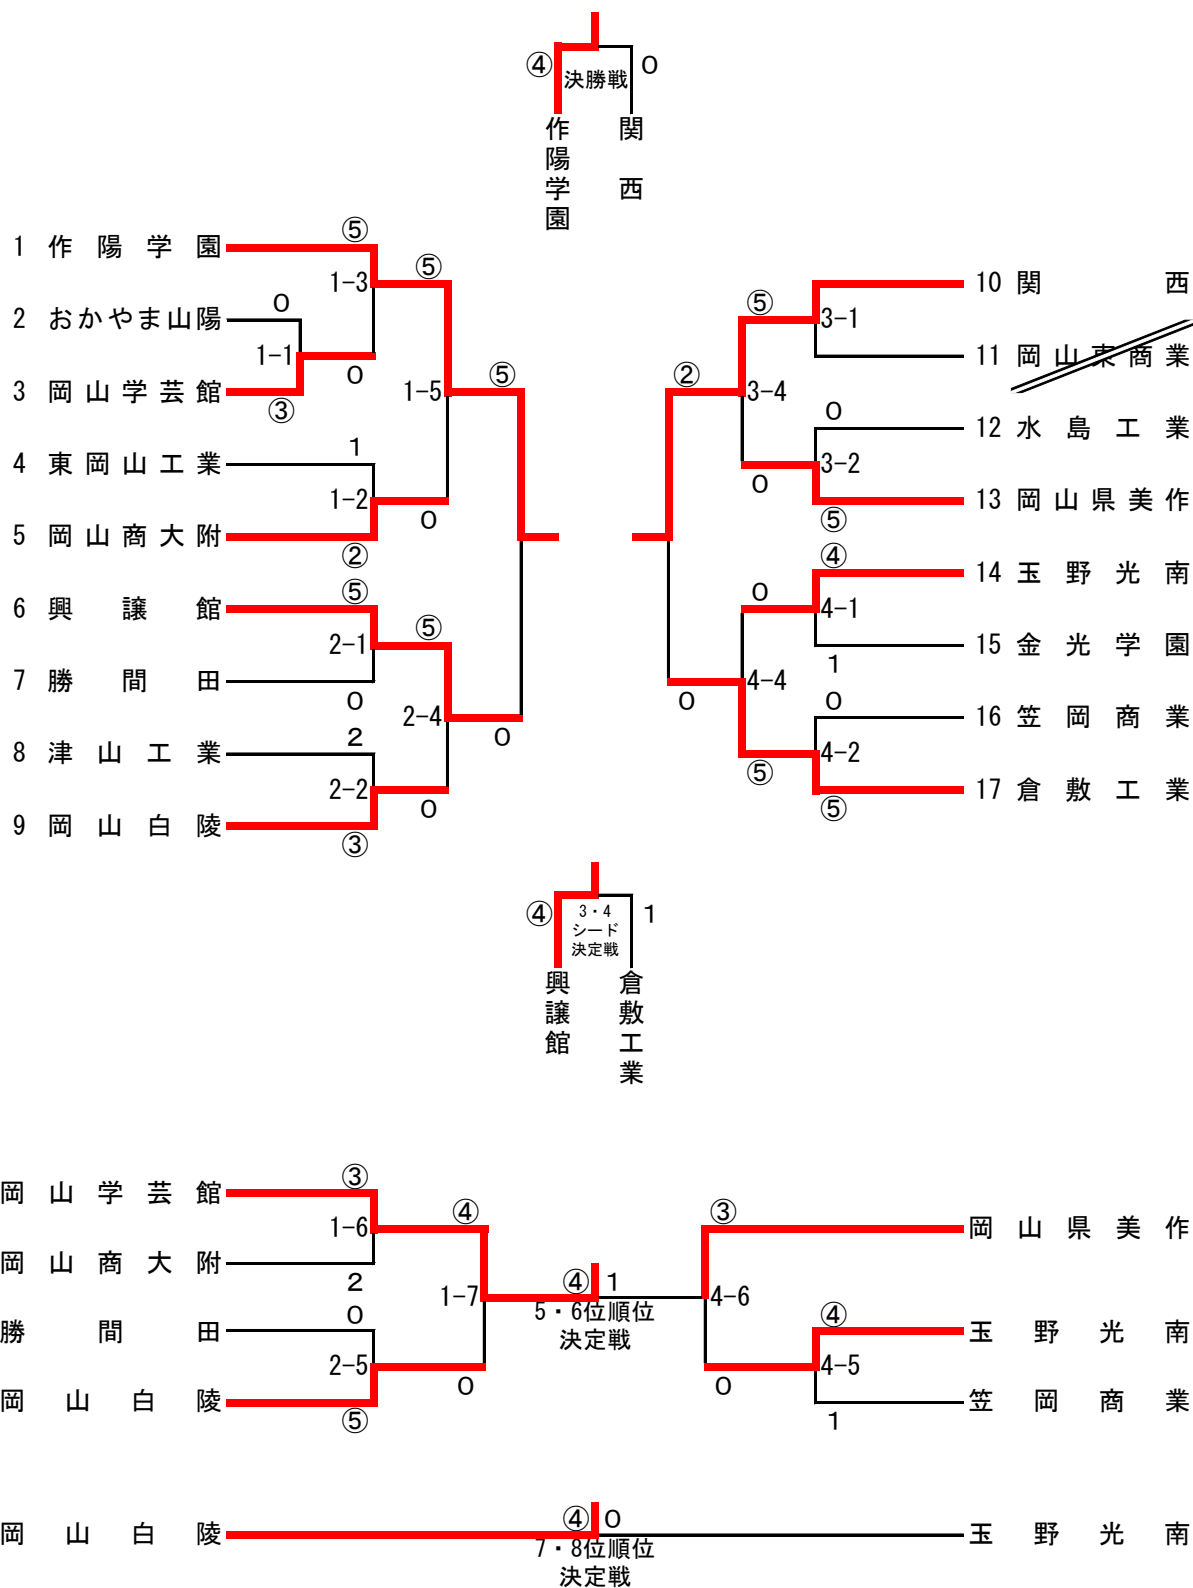 ④ 決勝戦 0
作陽学園 関西
⑤
1 作陽学園
1-3 ⑤
2 おかやま山陽 0
1-1
3 岡山学芸館 ③ 0
1-5 ⑤
4 東岡山工業 1
1-2
5 岡山商大附 ② 0
6 興譲館 ⑤
2-1 ⑤
7 勝間田 0
2-4 0
8 津山工業 2
2-2
9 岡山白陵 ③ 0
10 関西
⑤ 3-1
11 岡山東商業
② 3-4
0 12 水島工業
3-2
0 ⑤ 13 岡山県美作
④ 14 玉野光南
0 4-1
1 15 金光学園
0 4-4
0 16 笠岡商業
4-2
⑤ ⑤ 17 倉敷工業
④ 3・4 1
シード
決定戦
興譲館 倉敷工業
岡山学芸館 ③
1-6 ④
岡山商大附 2
1-7
勝間田 0
2-5
岡山白陵 ⑤ 0
④ 1
5・6位順位
決定戦
③ 岡山県美作
4-6
④ 玉野光南
4-5
0 1 笠岡商業
岡山白陵 ④ 0 玉野光南
7・8位順位
決定戦